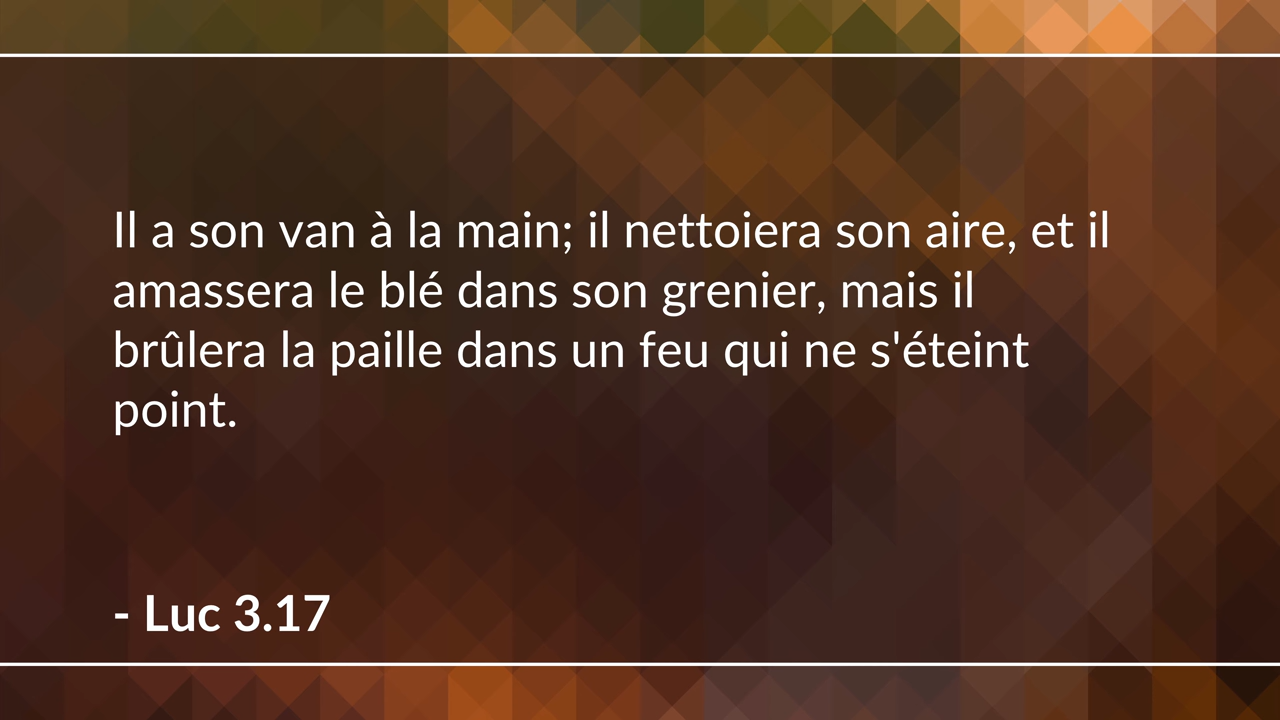 Il a son van à la main; il nettoiera son aire, et il
amassera le blé dans son grenier, mais il
brûlera la paille dans un feu qui ne s'éteint
point.
- Luc 3.17